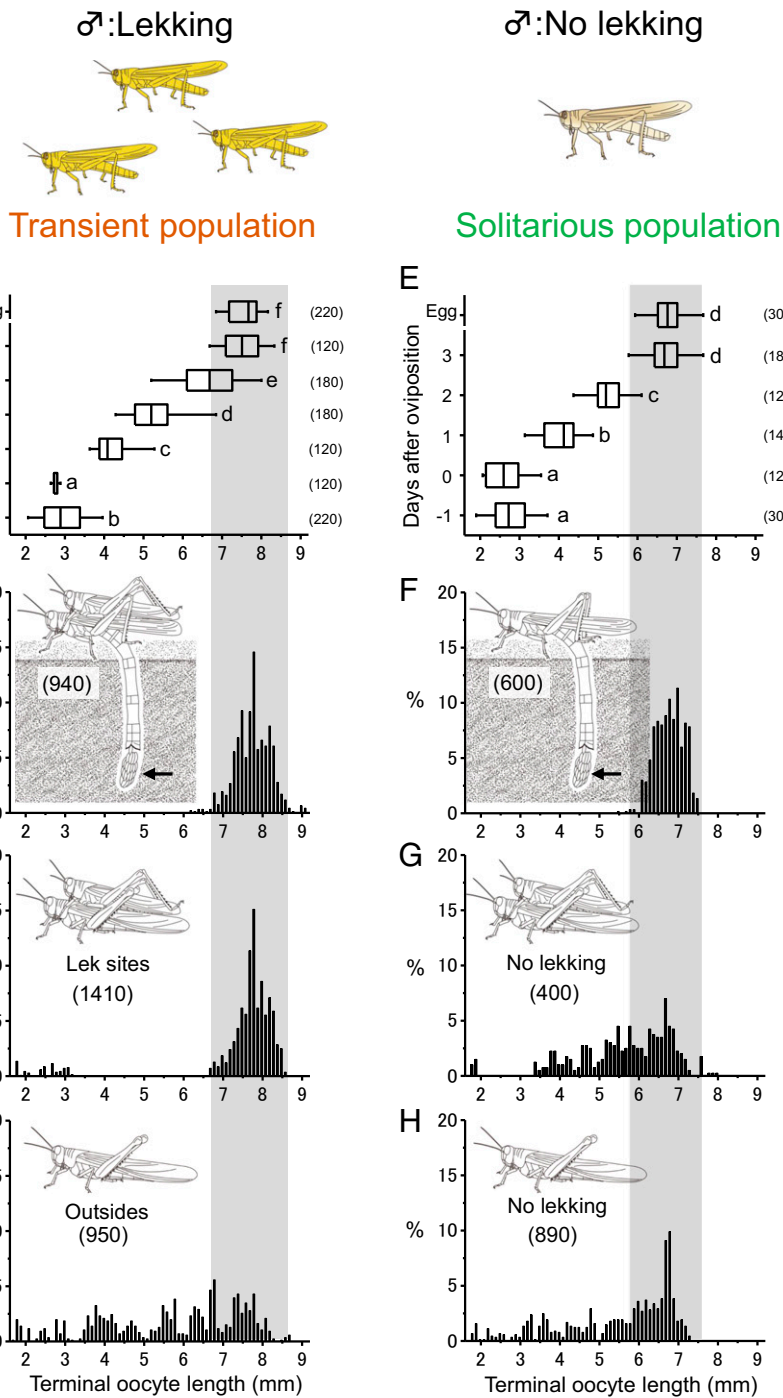 ♂:Lekking
♂:No lekking
Transient population
Solitarious population
f (220)
f (120)
e (180)
d (180)
c (120)
a (120)
b (220)
2 3 4 5 6 7 8 9
E
Days after oviposition
Egg d (30
3 d (18
2 c (12
1 b (14
0 a (12
-1 a (30
2 3 4 5 6 7 8 9
(940)
2 3 4 5 6 7 8 9
F
%
20
15
10
5
0
(600)
2 3 4 5 6 7 8 9
Lek sites
(1410)
2 3 4 5 6 7 8 9
G
%
20
15
10
5
0
No lekking
(400)
2 3 4 5 6 7 8 9
Outsides
(950)
2 3 4 5 6 7 8 9
Terminal oocyte length (mm)
H
%
20
15
10
5
0
No lekking
(890)
2 3 4 5 6 7 8 9
Terminal oocyte length (mm)